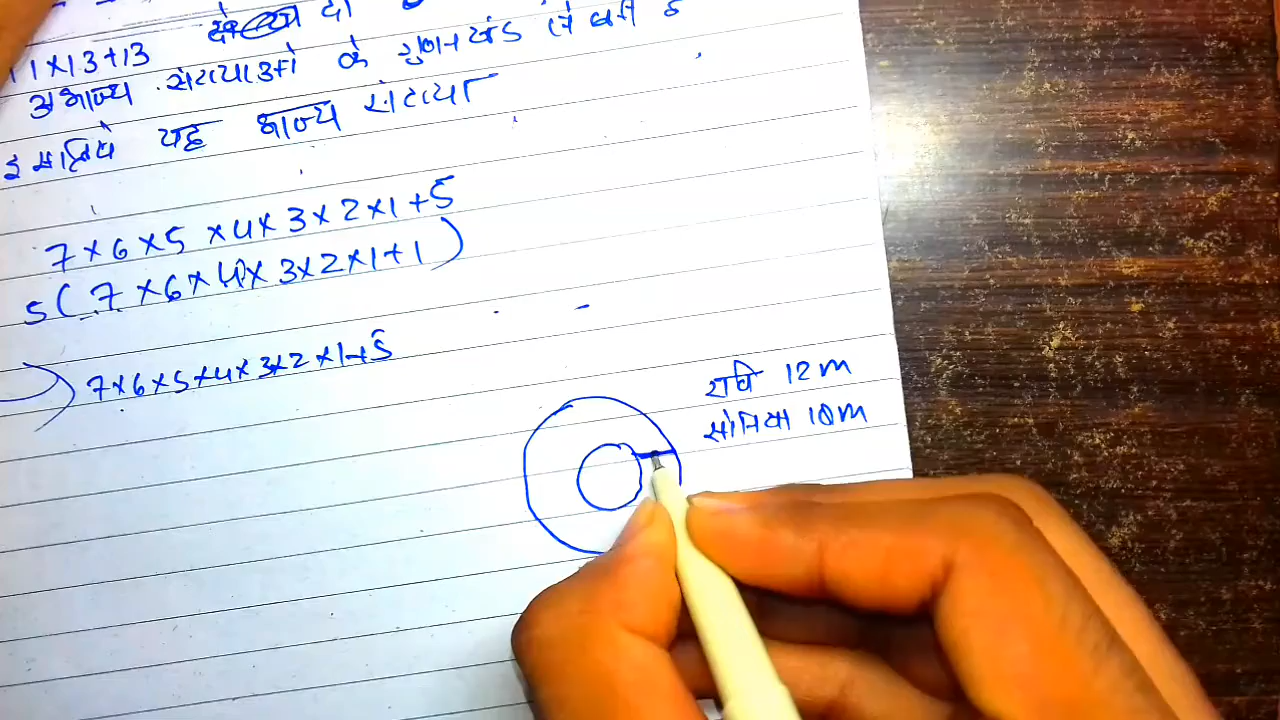 11×13+13
अभाज्य संख्याओ के गुणनखंड से बनी है
इसलिये यह भाज्य संख्या
7×6×5×4×3×2×1+5
5(7×6×4×3×2×1+1)
7×6×5×4×3×2×1+5
रवि 12m
सोनिया 10m